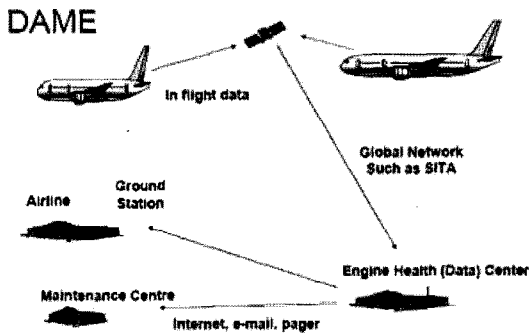 DAME
In flight data
Global Network
Such as SITA
Airline
Ground
Station
Engine Health (Data) Center
Maintenance Centre
Internet, e-mail, pager